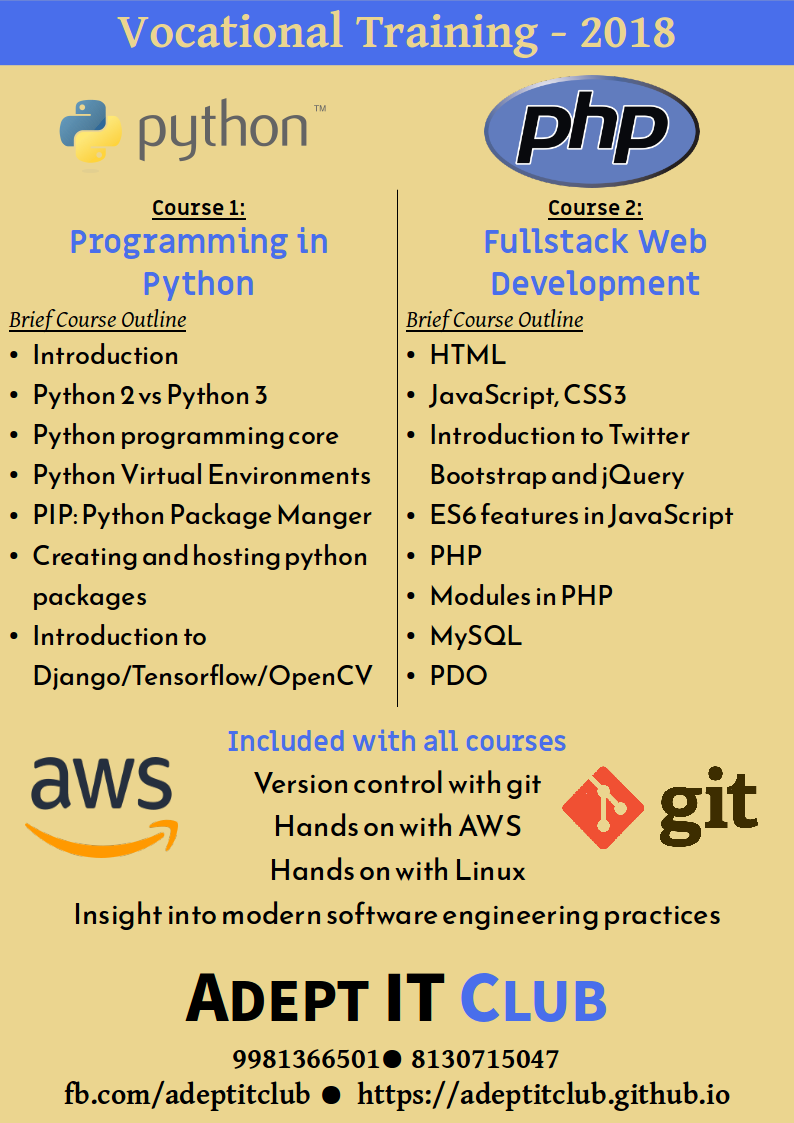 Vocational Training - 2018
python™
php
Course 1:
Programming in
Python
Brief Course Outline
• Introduction
• Python 2 vs Python 3
• Python programming core
• Python Virtual Environments
• PIP: Python Package Manger
• Creating and hosting python
packages
• Introduction to
Django/Tensorflow/OpenCV
Course 2:
Fullstack Web
Development
Brief Course Outline
• HTML
• JavaScript, CSS3
• Introduction to Twitter
Bootstrap and jQuery
• ES6 features in JavaScript
• PHP
• Modules in PHP
• MySQL
• PDO
Included with all courses
aws
Version control with git
Hands on with AWS
Hands on with Linux
git
Insight into modern software engineering practices
ADEPT IT CLUB
9981366501● 8130715047
fb.com/adeptitclub ● https://adeptitclub.github.io